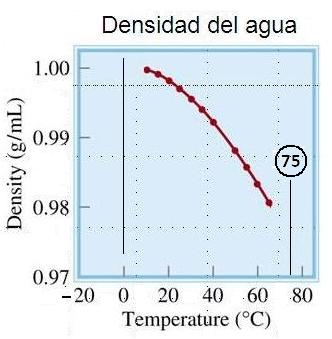 Densidad del agua
Density (g/mL)
1.00
0.99
0.98
0.97
75
−20 0 20 40 60 80
Temperature (°C)